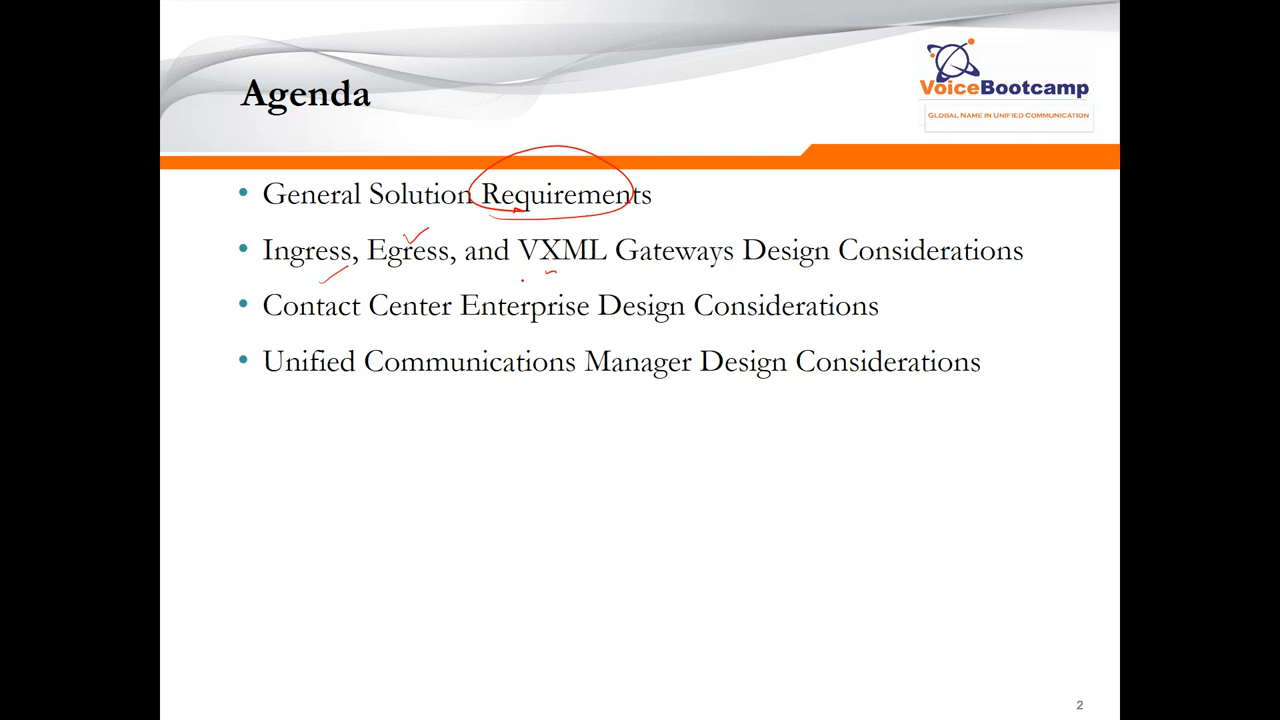 Agenda
VoiceBootcamp
GLOBAL NAME IN UNIFIED COMMUNICATION
• General Solution Requirements
• Ingress, Egress, and VXML Gateways Design Considerations
• Contact Center Enterprise Design Considerations
• Unified Communications Manager Design Considerations
2